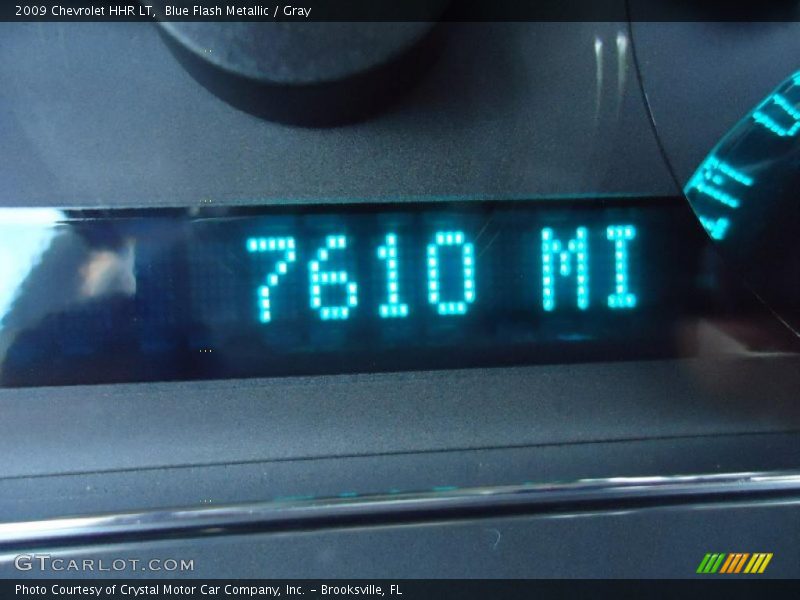 2009 Chevrolet HHR LT,  Blue Flash Metallic / Gray
7610 MI
GTCARLOT.COM
Photo Courtesy of Crystal Motor Car Company, Inc. – Brooksville, FL